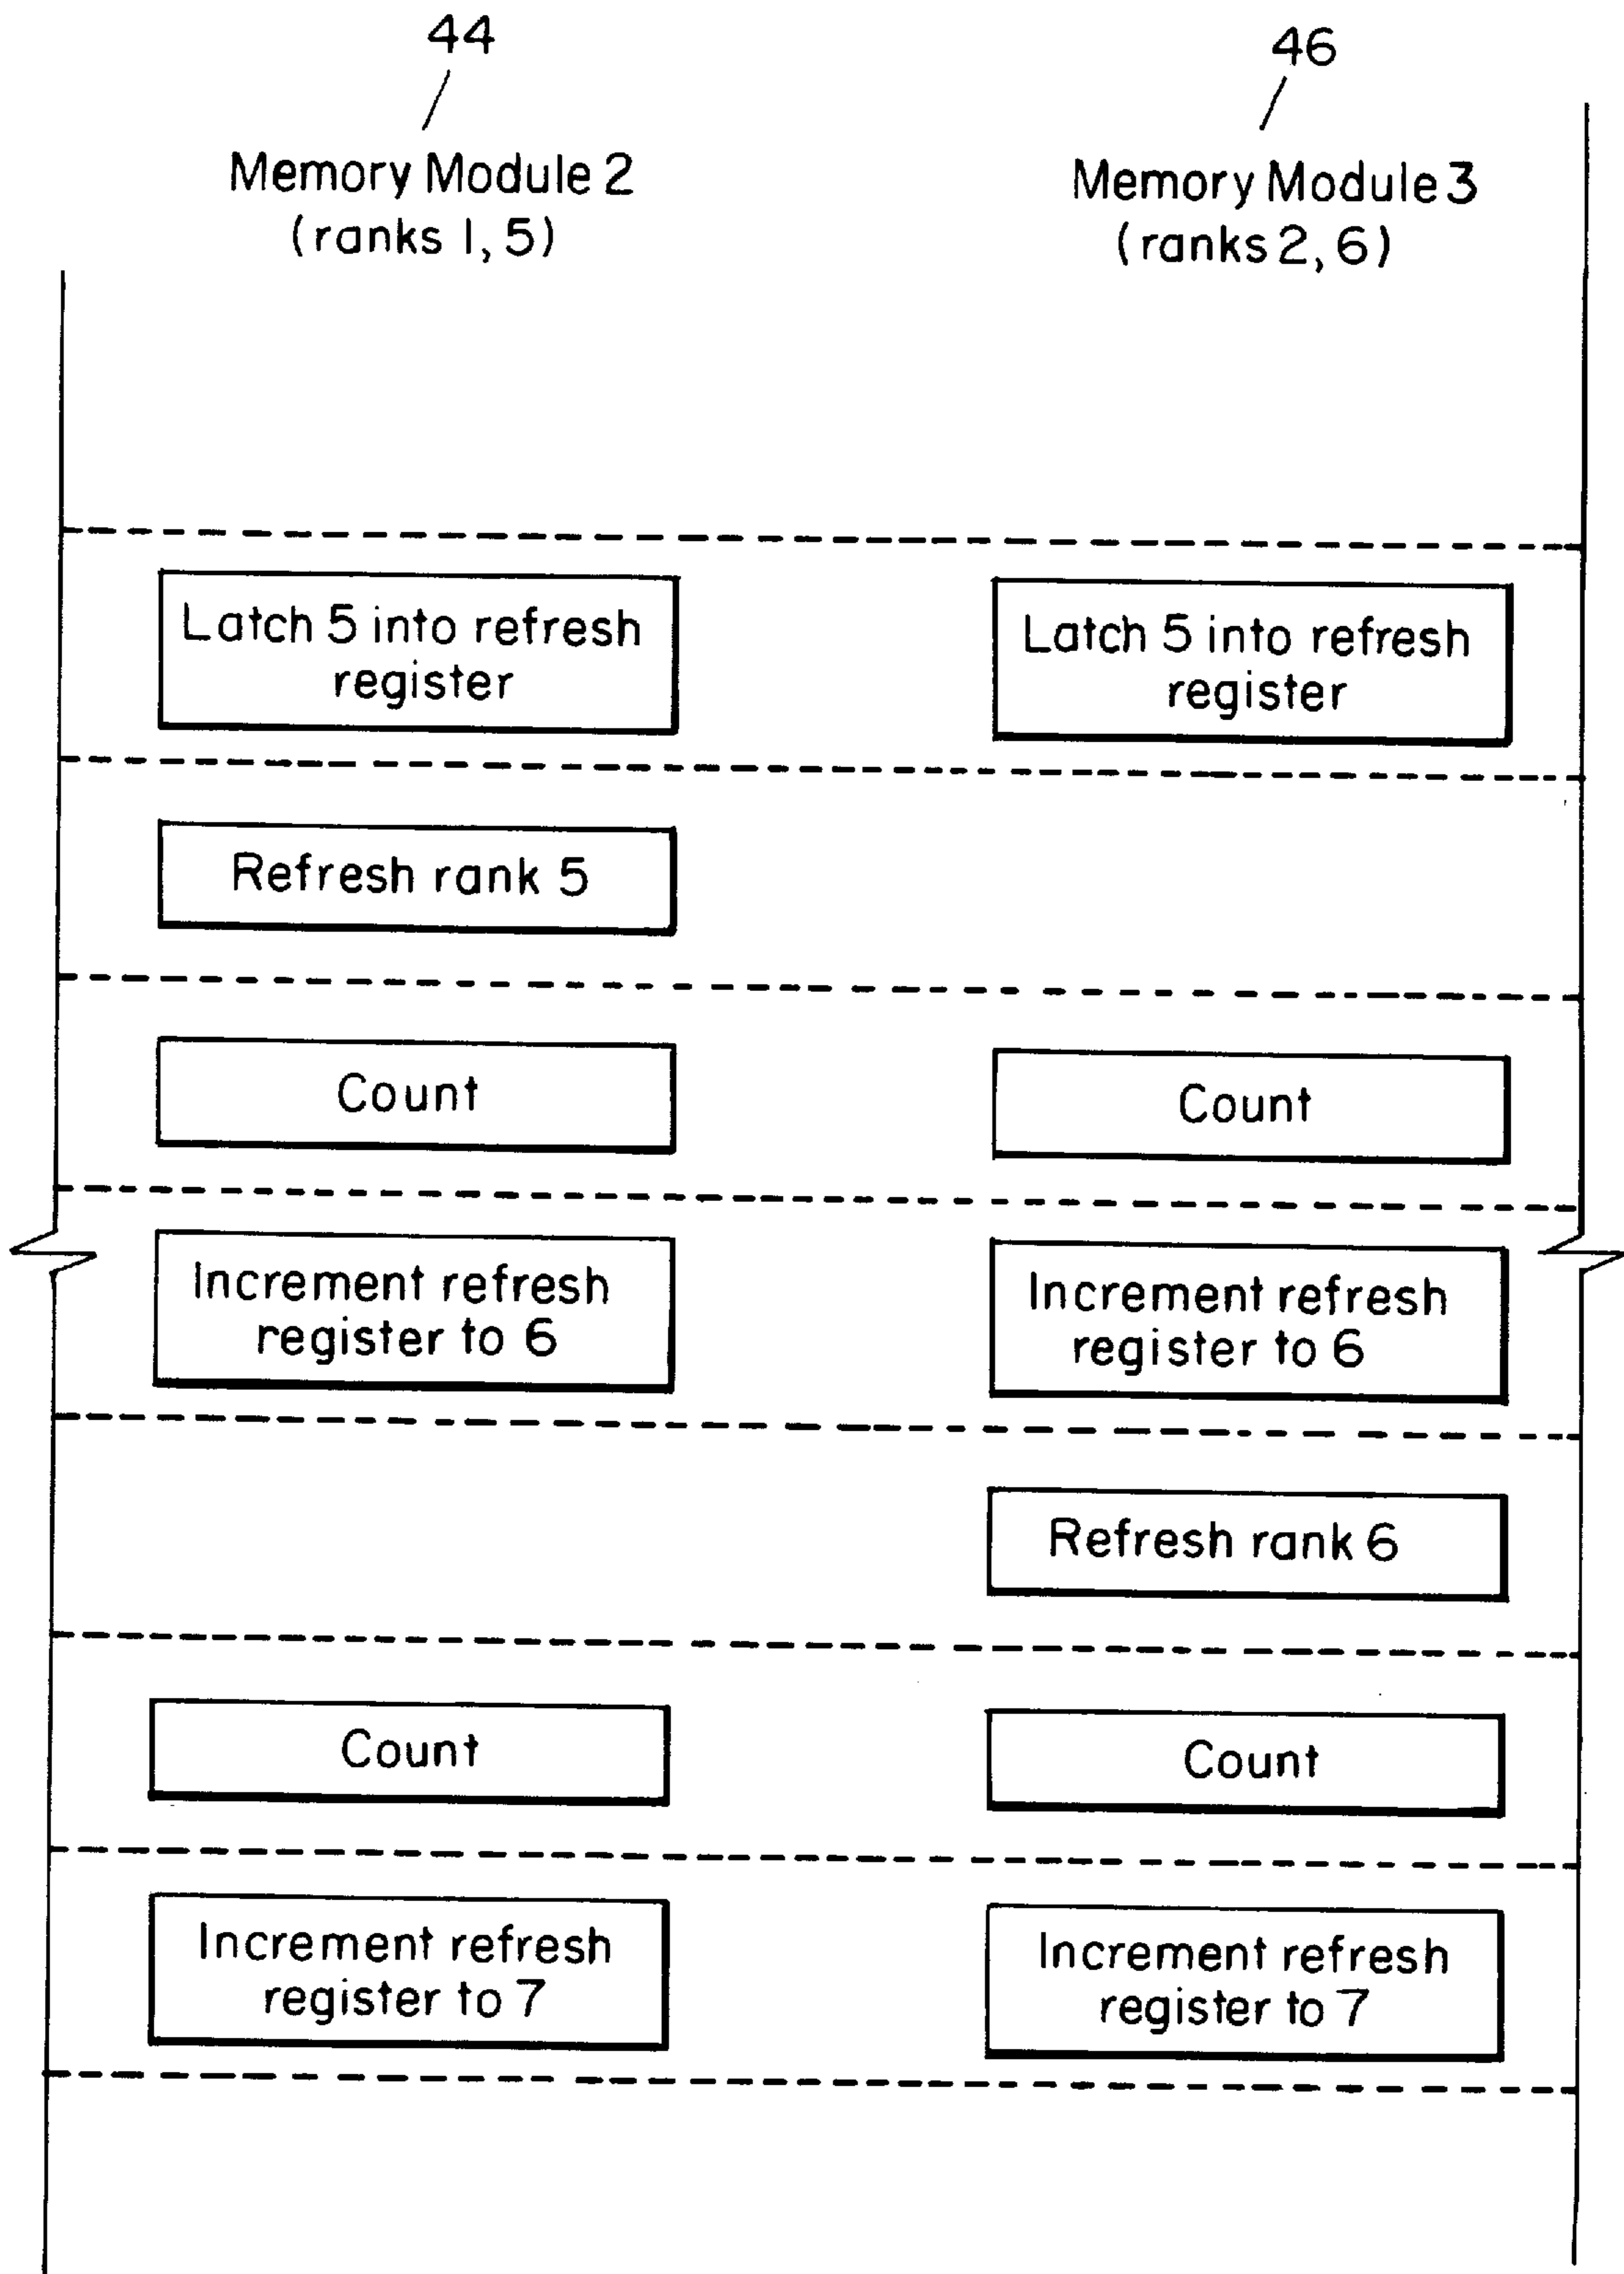 44
46
Memory Module 2
(ranks 1, 5)
Memory Module 3
(ranks 2, 6)
Latch 5 into refresh
register
Latch 5 into refresh
register
Refresh rank 5
Count
Count
Increment refresh
register to 6
Increment refresh
register to 6
Refresh rank 6
Count
Count
Increment refresh
register to 7
Increment refresh
register to 7